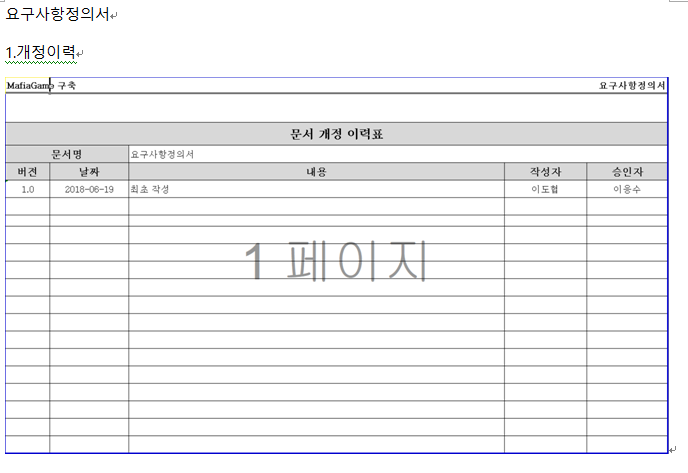 요구사항정의서
1.개정이력
MafiaGame 구축 요구사항정의서
문서 개정 이력표
문서명 요구사항정의서
버전 날짜 내용 작성자 승인자
1.0 2018-06-19 최초 작성 이도협 이응수
1 페이지